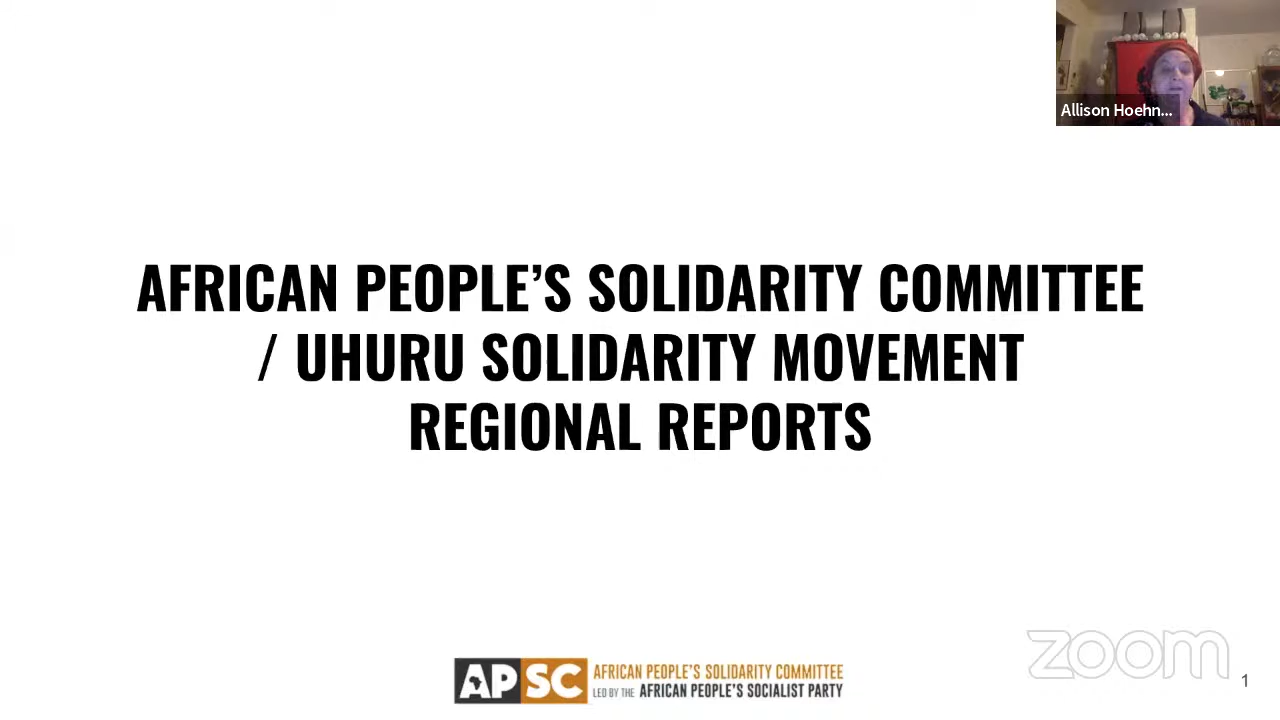 Allison Hoehn...
AFRICAN PEOPLE’S SOLIDARITY COMMITTEE
/ UHURU SOLIDARITY MOVEMENT
REGIONAL REPORTS
zoom
APSC
AFRICAN PEOPLE’S SOLIDARITY COMMITTEE
LED BY THE AFRICAN PEOPLE’S SOCIALIST PARTY
1